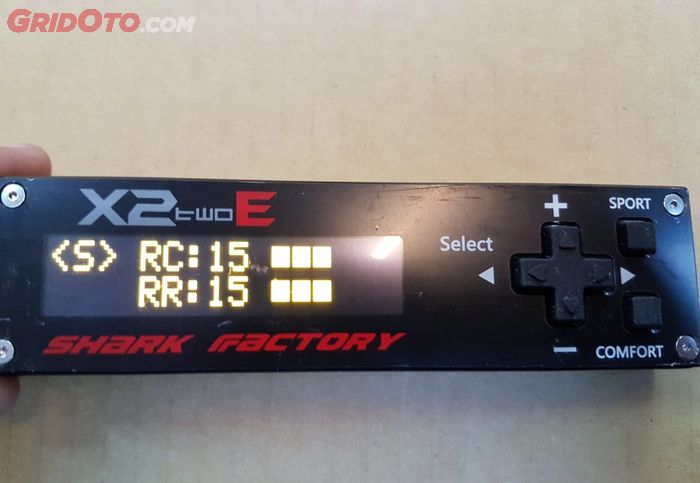 GRIDOTO.COM
X2twoE
<S> RC:15
RR:15
SHARK FACTORY
+
SPORT
Select
−
COMFORT